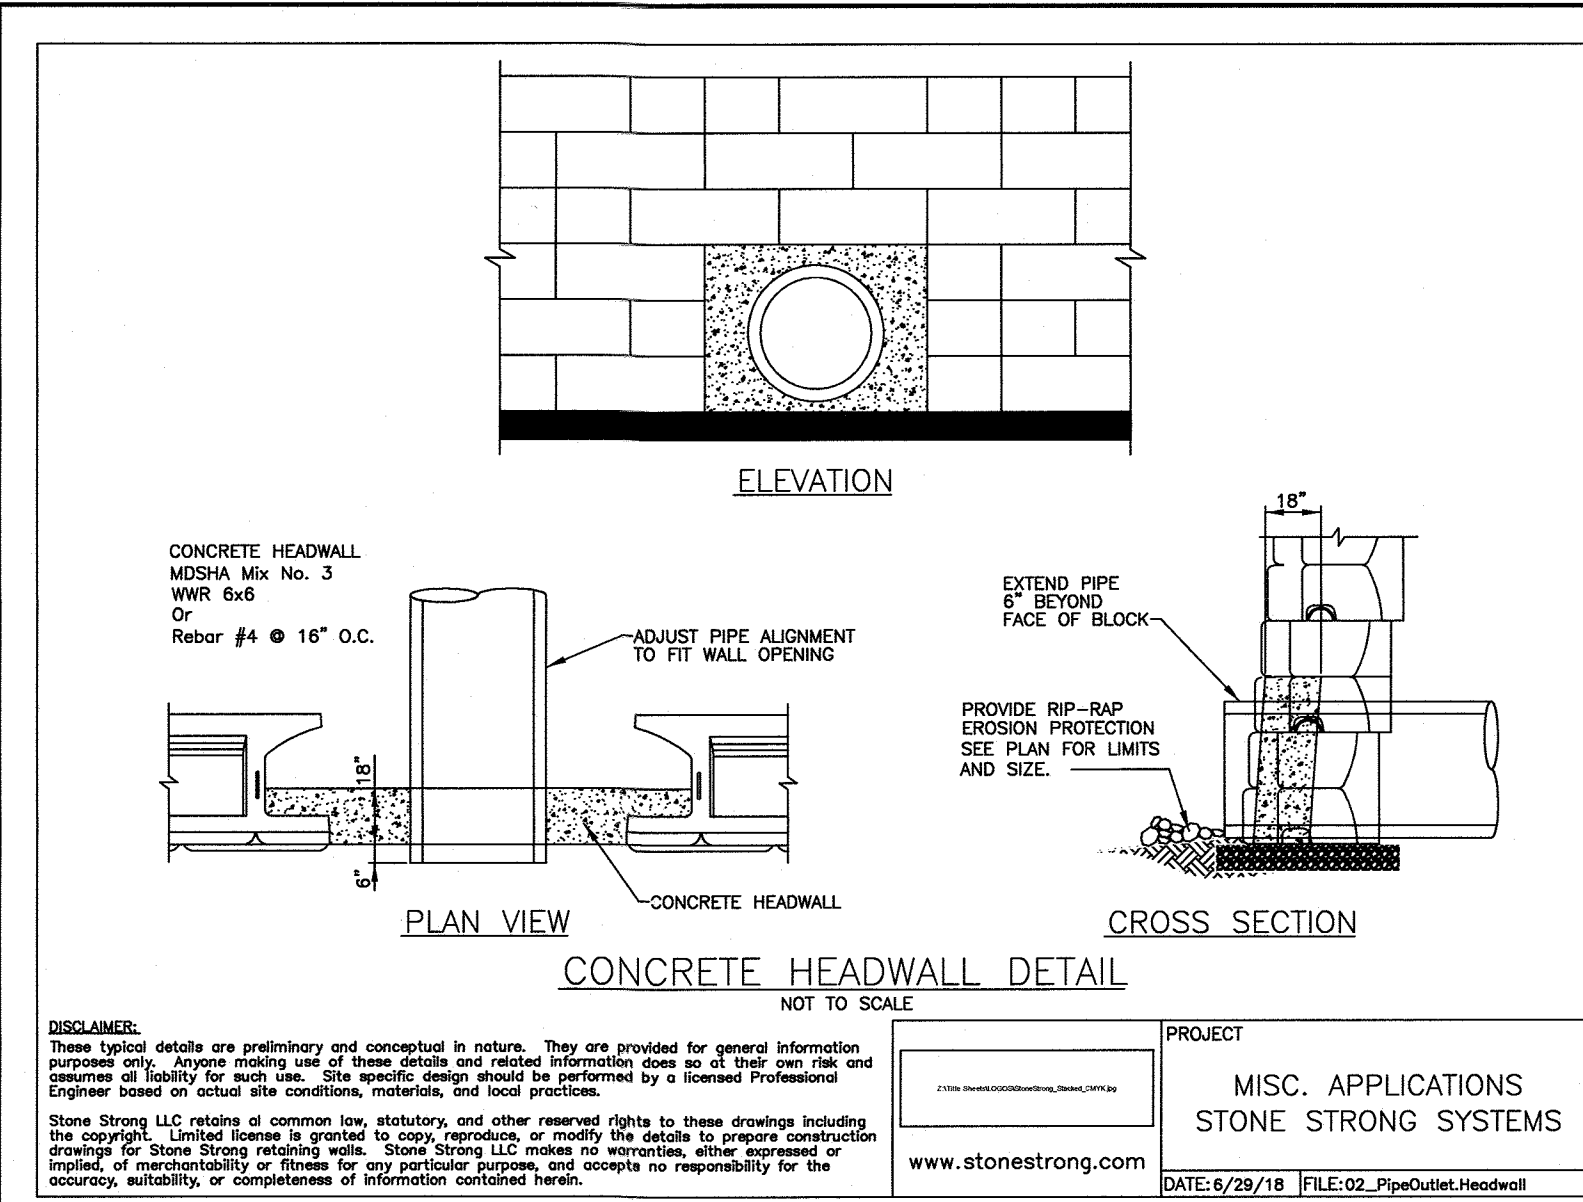 ELEVATION
18"
CONCRETE HEADWALL
MDSHA Mix No. 3
WWR 6x6
Or
Rebar #4 @ 16" O.C.
EXTEND PIPE
6" BEYOND
FACE OF BLOCK
ADJUST PIPE ALIGNMENT
TO FIT WALL OPENING
PROVIDE RIP-RAP
EROSION PROTECTION
SEE PLAN FOR LIMITS
AND SIZE.
18"
6"
CONCRETE HEADWALL
PLAN VIEW
CROSS SECTION
CONCRETE HEADWALL DETAIL
NOT TO SCALE
DISCLAIMER:
These typical details are preliminary and conceptual in nature. They are provided for general information
purposes only. Anyone making use of these details and related information does so at their own risk and
assumes all liability for such use. Site specific design should be performed by a licensed Professional
Engineer based on actual site conditions, materials, and local practices.
Stone Strong LLC retains al common law, statutory, and other reserved rights to these drawings including
the copyright. Limited license is granted to copy, reproduce, or modify the details to prepare construction
drawings for Stone Strong retaining walls. Stone Strong LLC makes no warranties, either expressed or
implied, of merchantability or fitness for any particular purpose, and accepts no responsibility for the
accuracy, suitability, or completeness of information contained herein.
Z:\Title Sheets\LOGOS\StoneStrong_Stacked_CMYK.jpg
www.stonestrong.com
PROJECT
MISC. APPLICATIONS
STONE STRONG SYSTEMS
DATE: 6/29/18
FILE: 02_PipeOutlet.Headwall